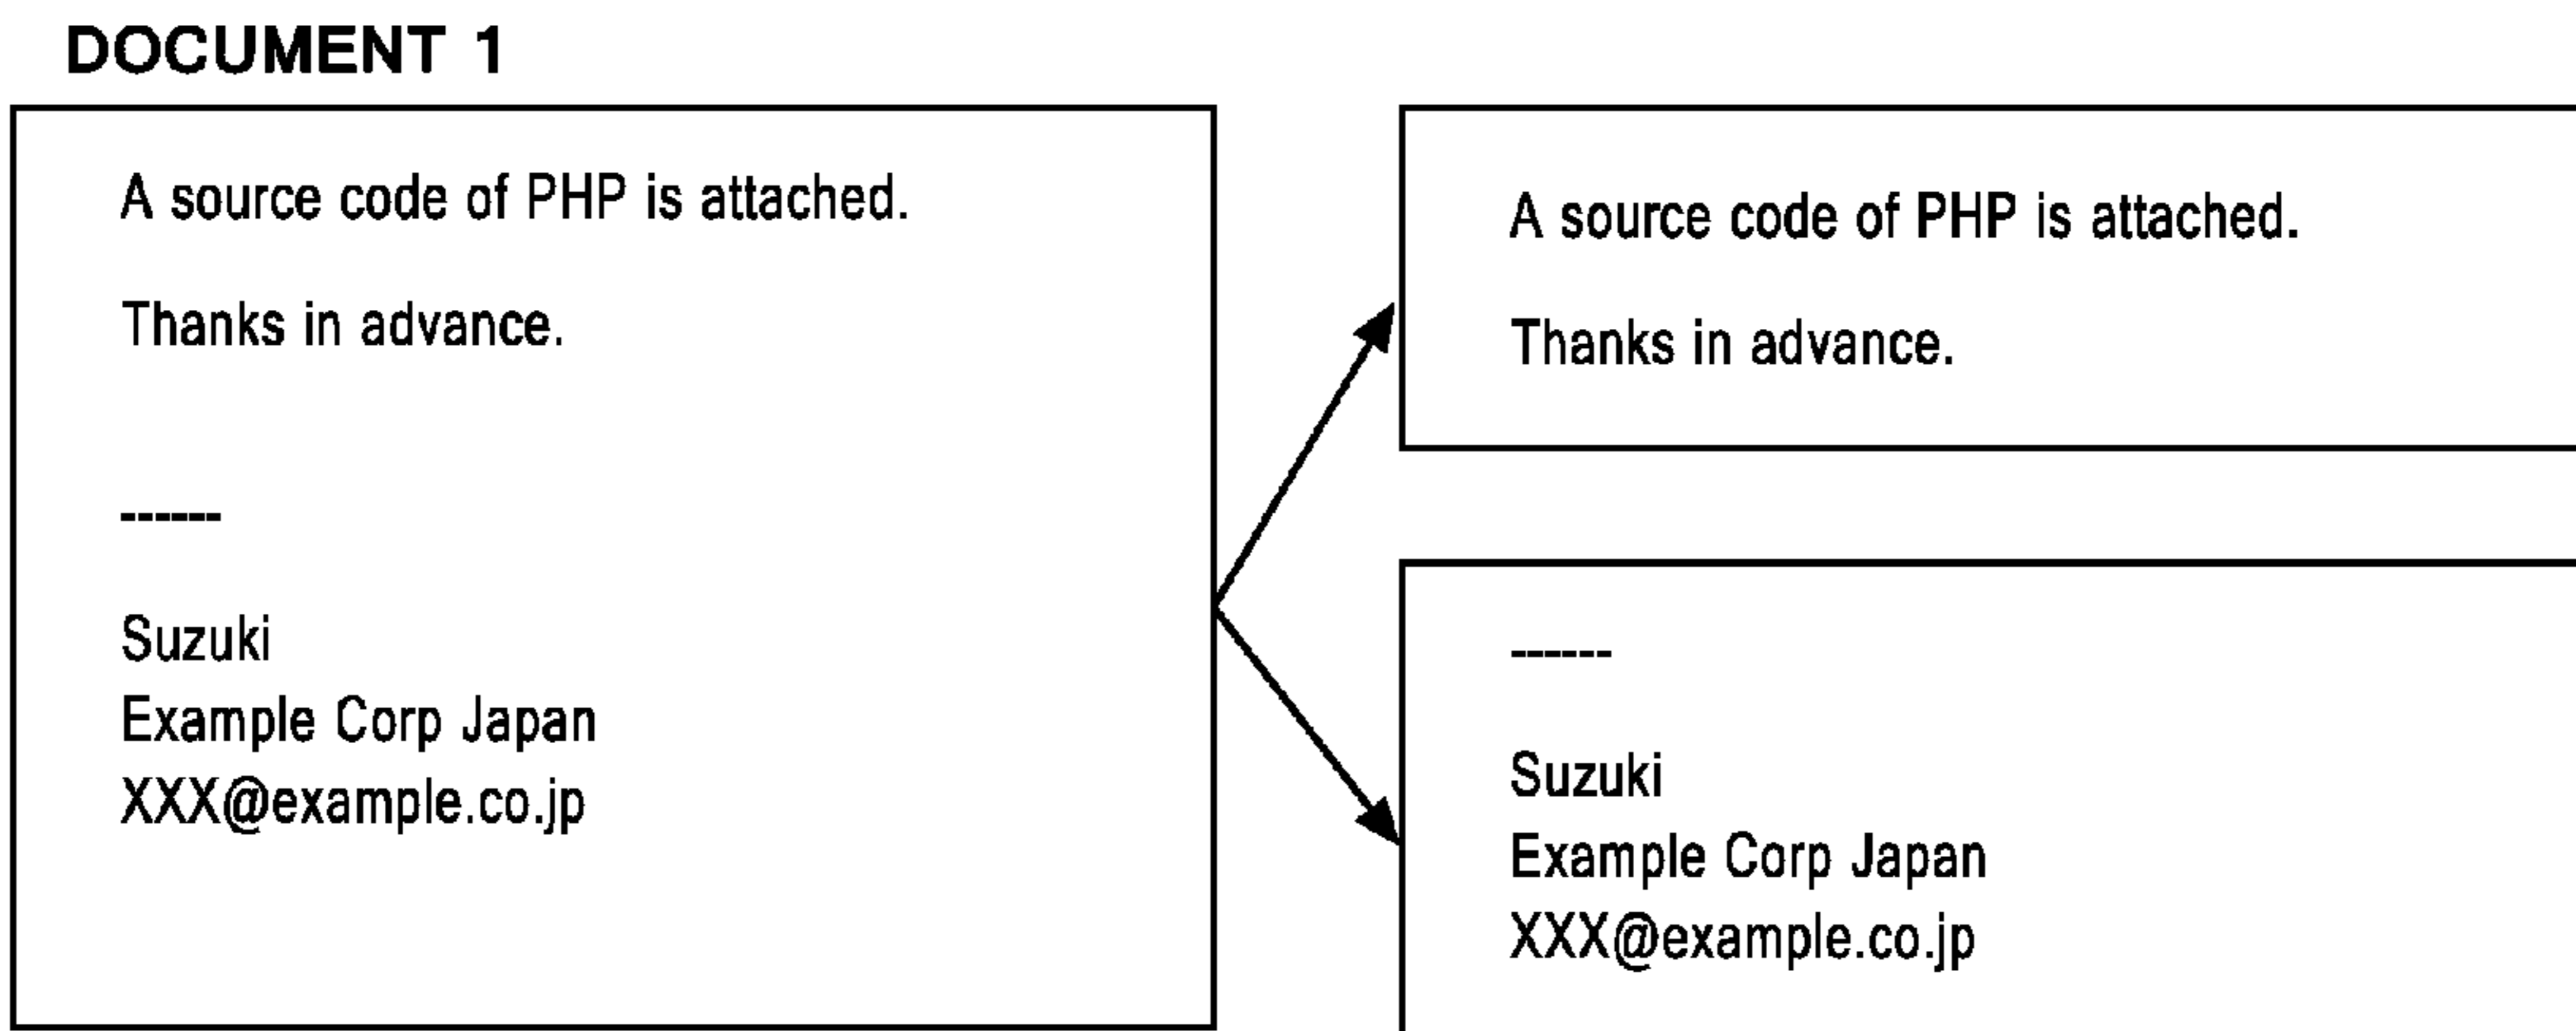 DOCUMENT 1
A source code of PHP is attached.
Thanks in advance.
------
Suzuki
Example Corp Japan
XXX@example.co.jp
A source code of PHP is attached.
Thanks in advance.
------
Suzuki
Example Corp Japan
XXX@example.co.jp